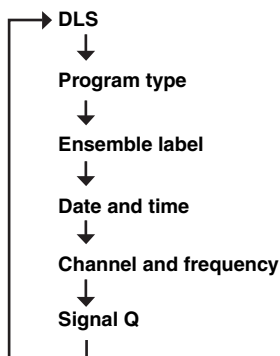 DLS
Program type
Ensemble label
Date and time
Channel and frequency
Signal Q